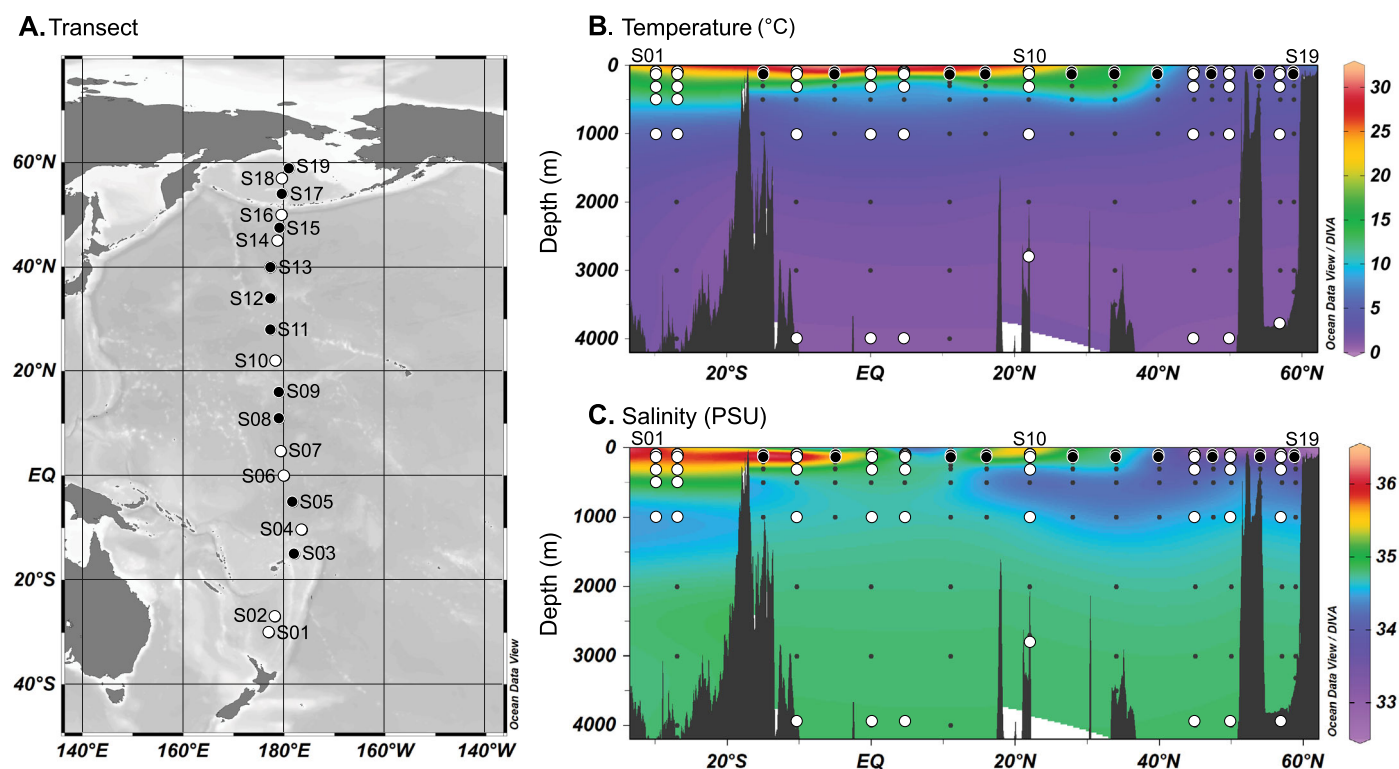 A. Transect
60°N
40°N
20°N
EQ
20°S
40°S
140°E
160°E
180°E
160°W
140°W
S19
S18
S17
S16
S15
S14
S13
S12
S11
S10
S09
S08
S07
S06
S05
S04
S03
S02
S01
Ocean Data View
B. Temperature (°C)
S01
S10
S19
Depth (m)
0
1000
2000
3000
4000
20°S
EQ
20°N
40°N
60°N
Ocean Data View / DIVA
30
25
20
15
10
5
0
C. Salinity (PSU)
S01
S10
S19
Depth (m)
0
1000
2000
3000
4000
20°S
EQ
20°N
40°N
60°N
Ocean Data View / DIVA
36
35
34
33